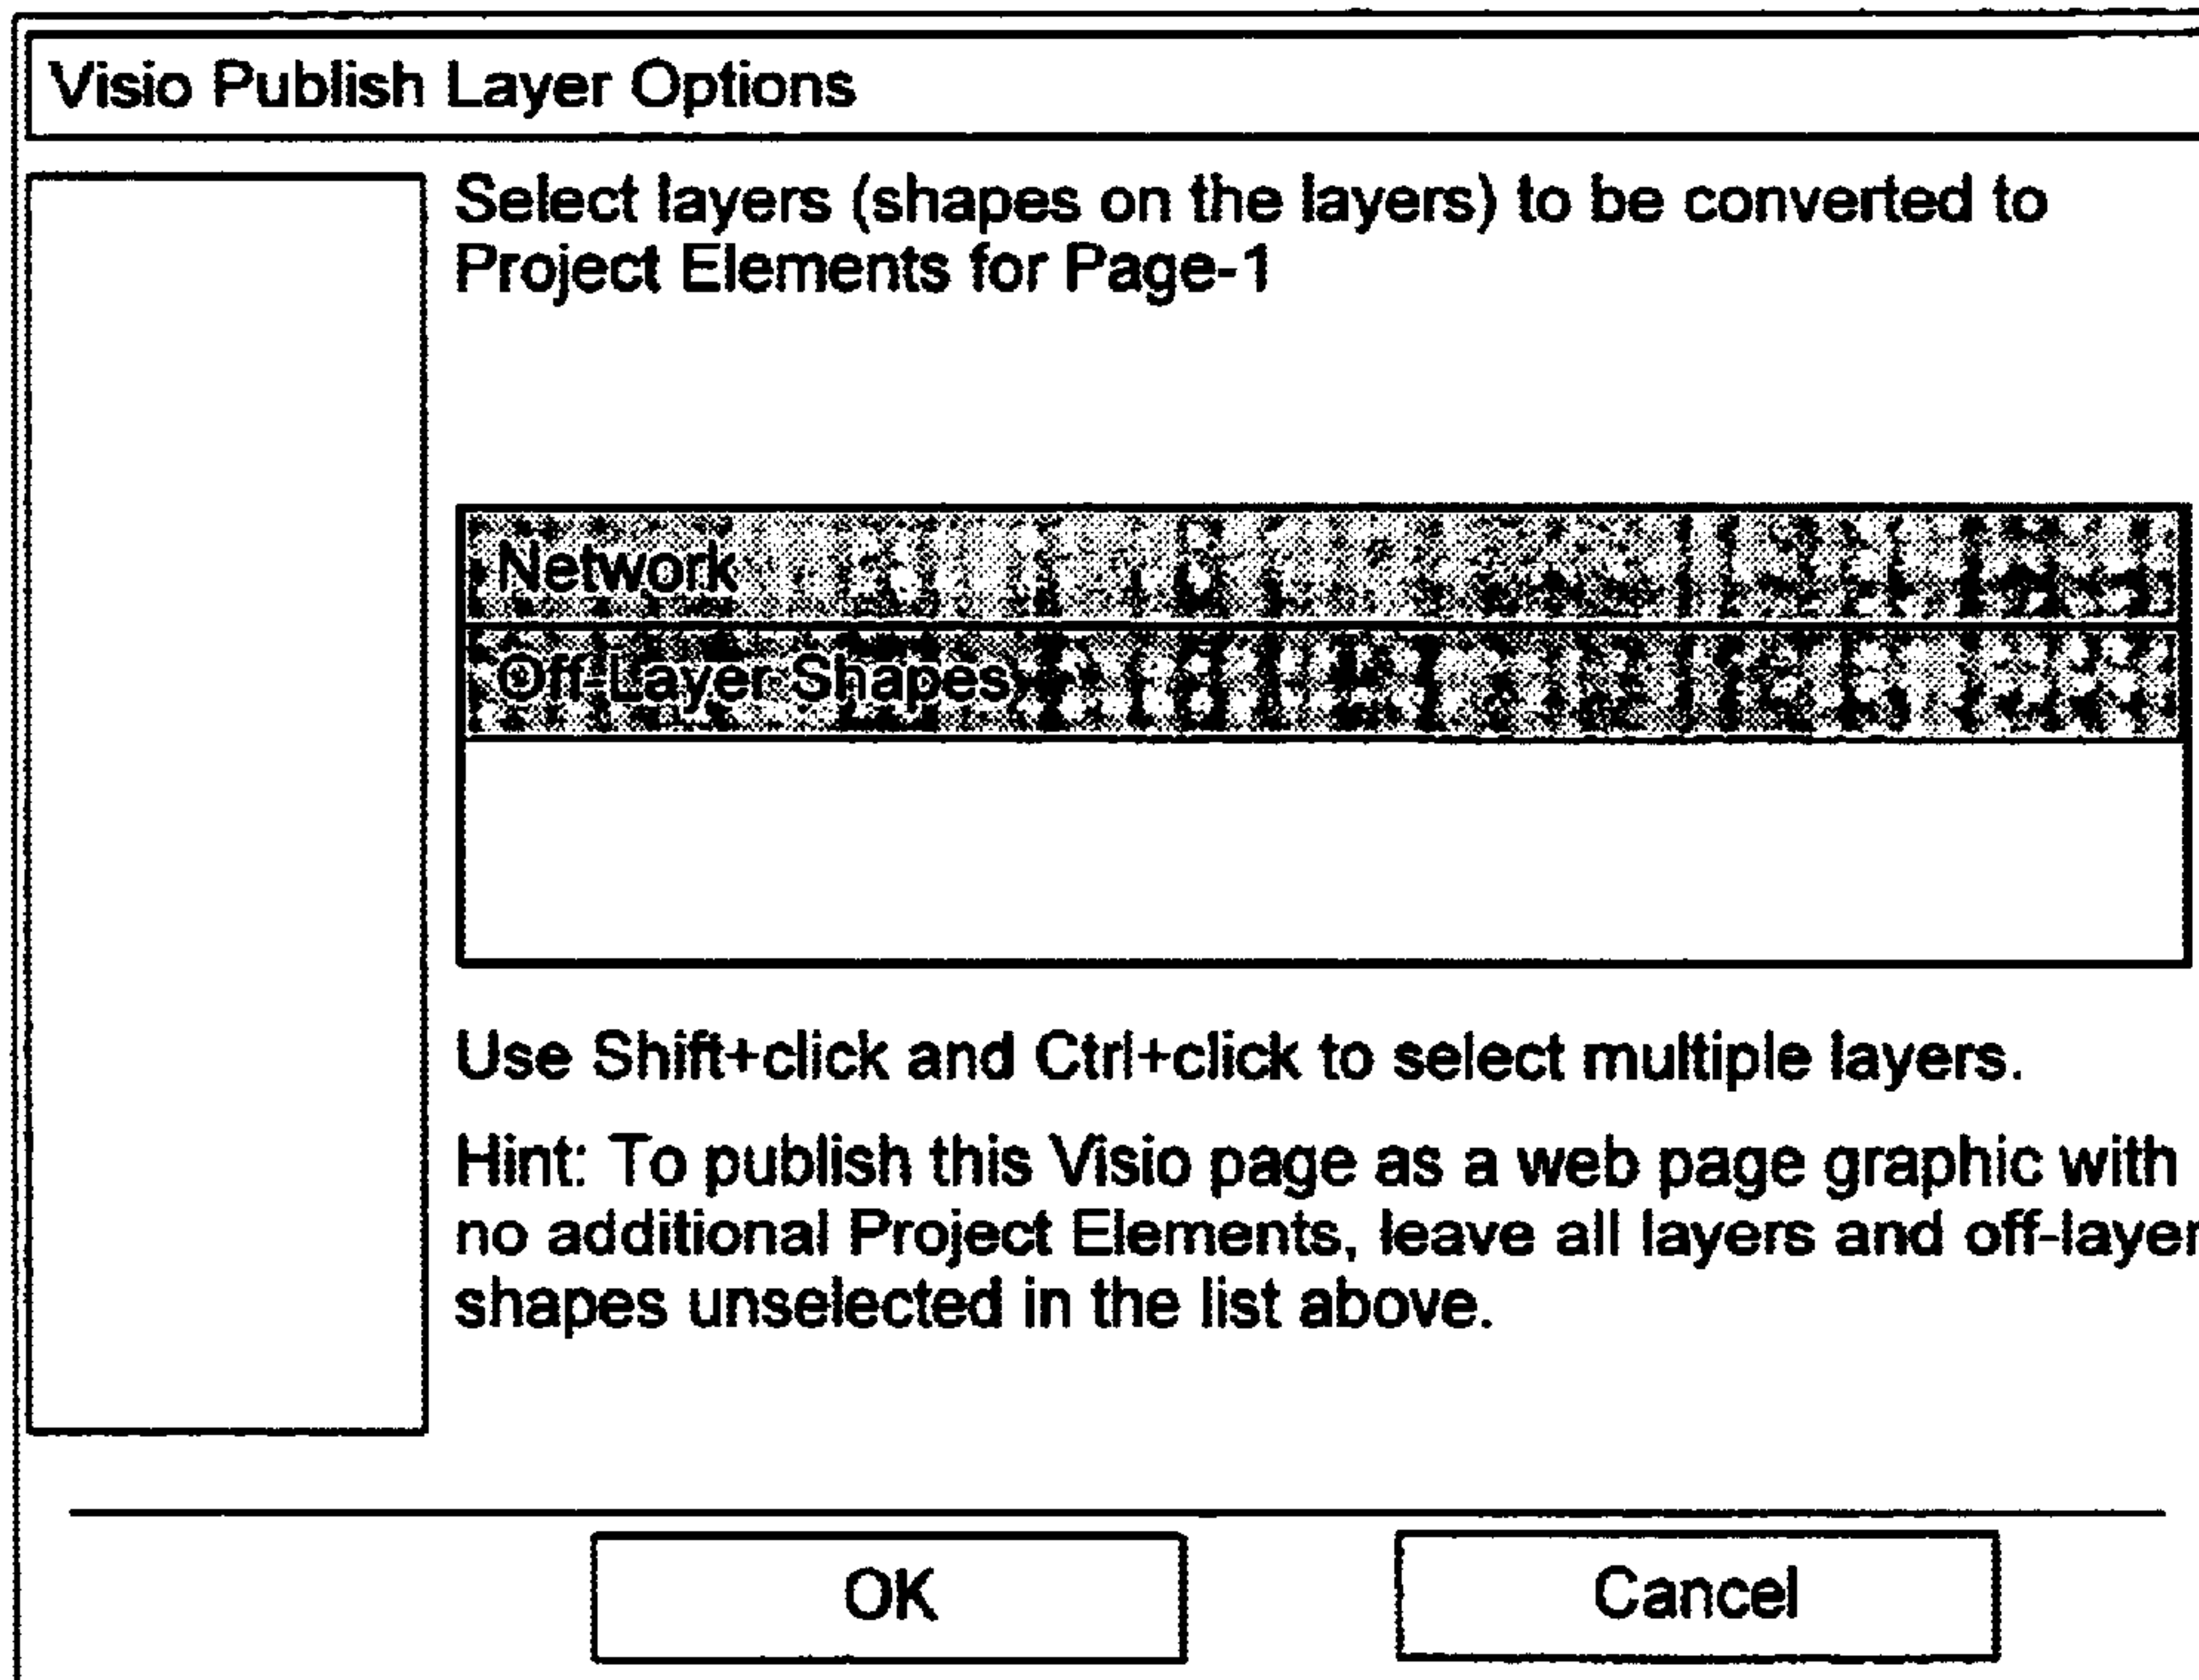 Visio Publish Layer Options
Select layers (shapes on the layers) to be converted to
Project Elements for Page-1
Network
Off-Layer Shapes
Use Shift+click and Ctrl+click to select multiple layers.
Hint: To publish this Visio page as a web page graphic with
no additional Project Elements, leave all layers and off-layer
shapes unselected in the list above.
OK
Cancel